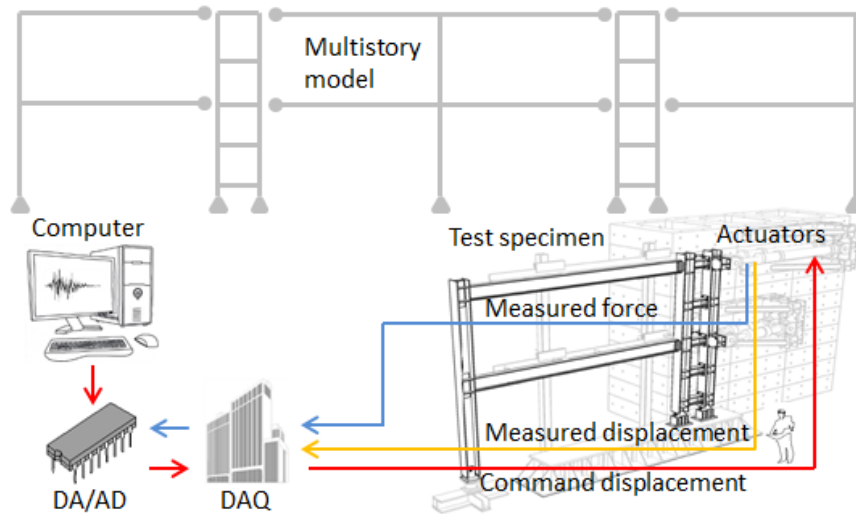 Multistory
model
Computer
Test specimen
Actuators
Measured force
Measured displacement
Command displacement
DA/AD
DAQ